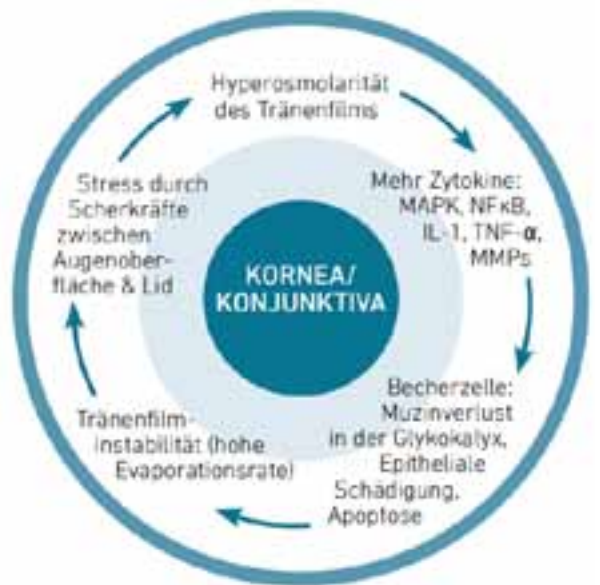 Hyperosmolarität
des Tränenfilms
Mehr Zytokine:
MAPK, NFκB,
IL-1, TNF-α,
MMPs
Becherzelle:
Muzinverlust
in der Glykokalyx,
Epitheliale
Schädigung,
Apoptose
Tränenfilm-
instabilität (hohe
Evaporationsrate)
Stress durch
Scherkräfte
zwischen
Augenober-
fläche & Lid
KORNEA/
KONJUNKTIVA